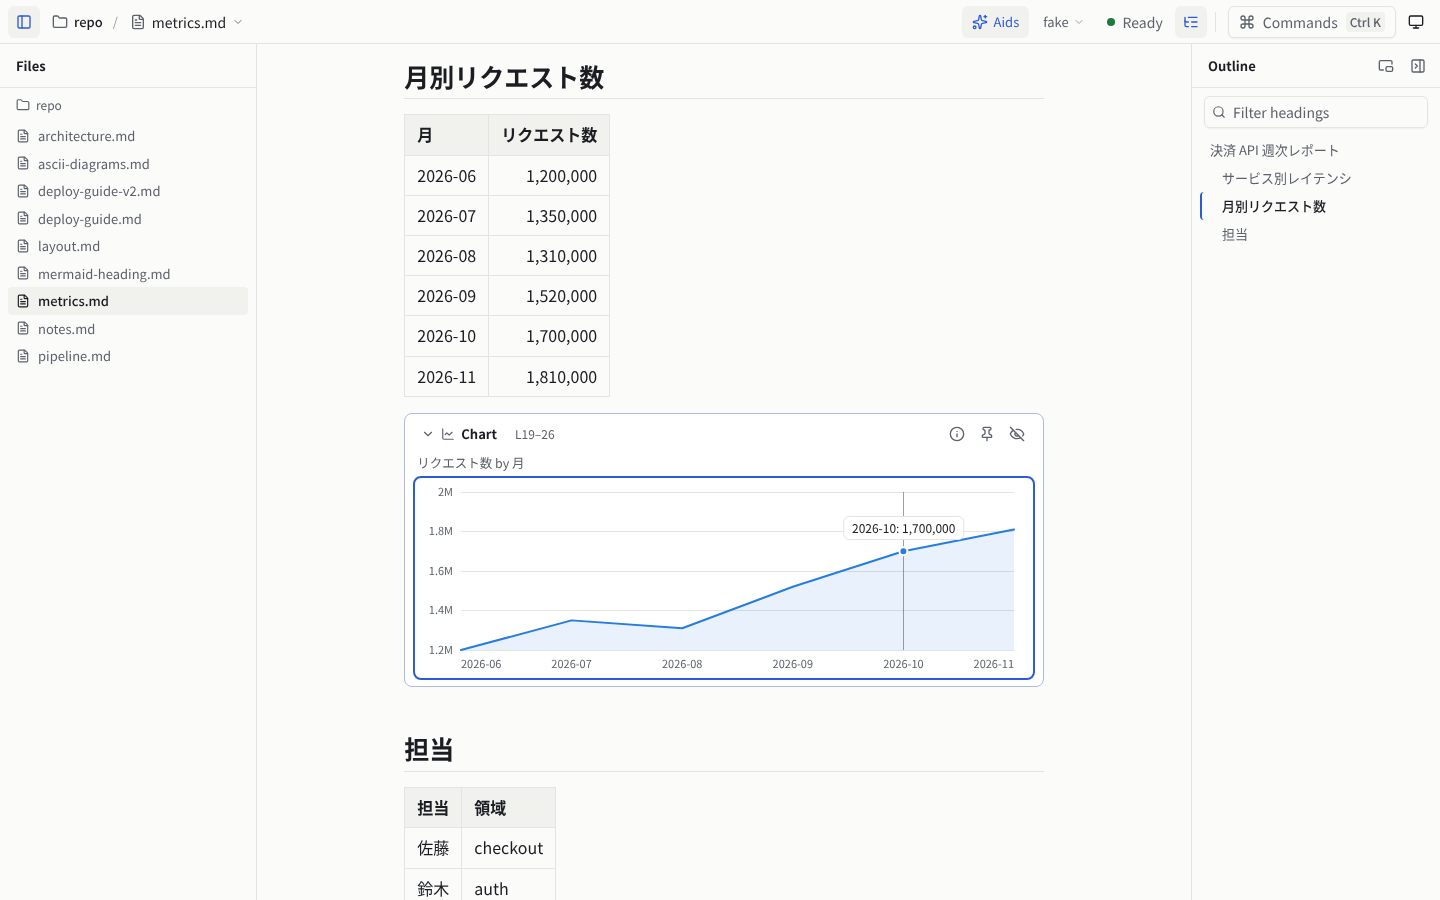 repo / metrics.md
Aids
fake
Ready
Commands Ctrl K
Files
repo
architecture.md
ascii-diagrams.md
deploy-guide-v2.md
deploy-guide.md
layout.md
mermaid-heading.md
metrics.md
notes.md
pipeline.md
月別リクエスト数
月 リクエスト数
2026-06 1,200,000
2026-07 1,350,000
2026-08 1,310,000
2026-09 1,520,000
2026-10 1,700,000
2026-11 1,810,000
Chart L19–26
リクエスト数 by 月
2M
1.8M
1.6M
1.4M
1.2M
2026-10: 1,700,000
2026-06 2026-07 2026-08 2026-09 2026-10 2026-11
担当
担当 領域
佐藤 checkout
鈴木 auth
Outline
Filter headings
決済 API 週次レポート
サービス別レイテンシ
月別リクエスト数
担当